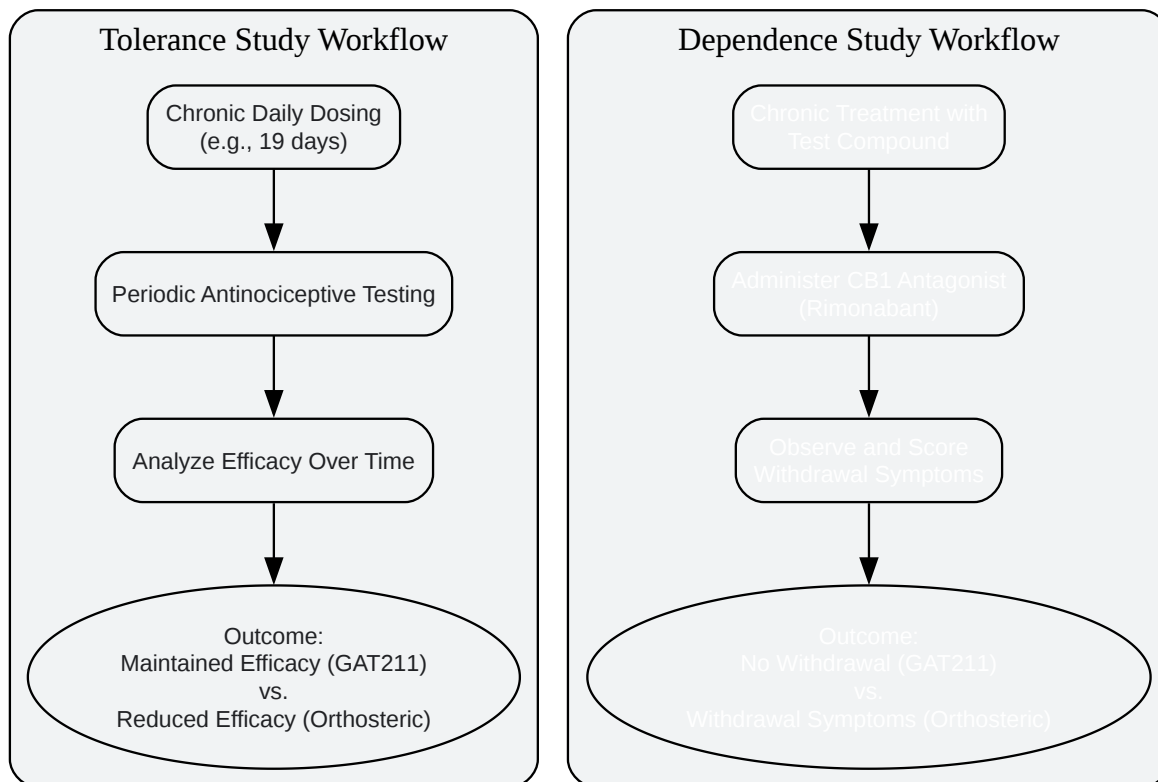 Tolerance Study Workflow
Chronic Daily Dosing
(e.g., 19 days)
Periodic Antinociceptive Testing
Analyze Efficacy Over Time
Outcome:
Maintained Efficacy (GAT211)
vs.
Reduced Efficacy (Orthosteric)
Dependence Study Workflow
Chronic Treatment with
Test Compound
Administer CB1 Antagonist
(Rimonabant)
Observe and Score
Withdrawal Symptoms
Outcome:
No Withdrawal (GAT211)
vs.
Withdrawal Symptoms (Orthosteric)